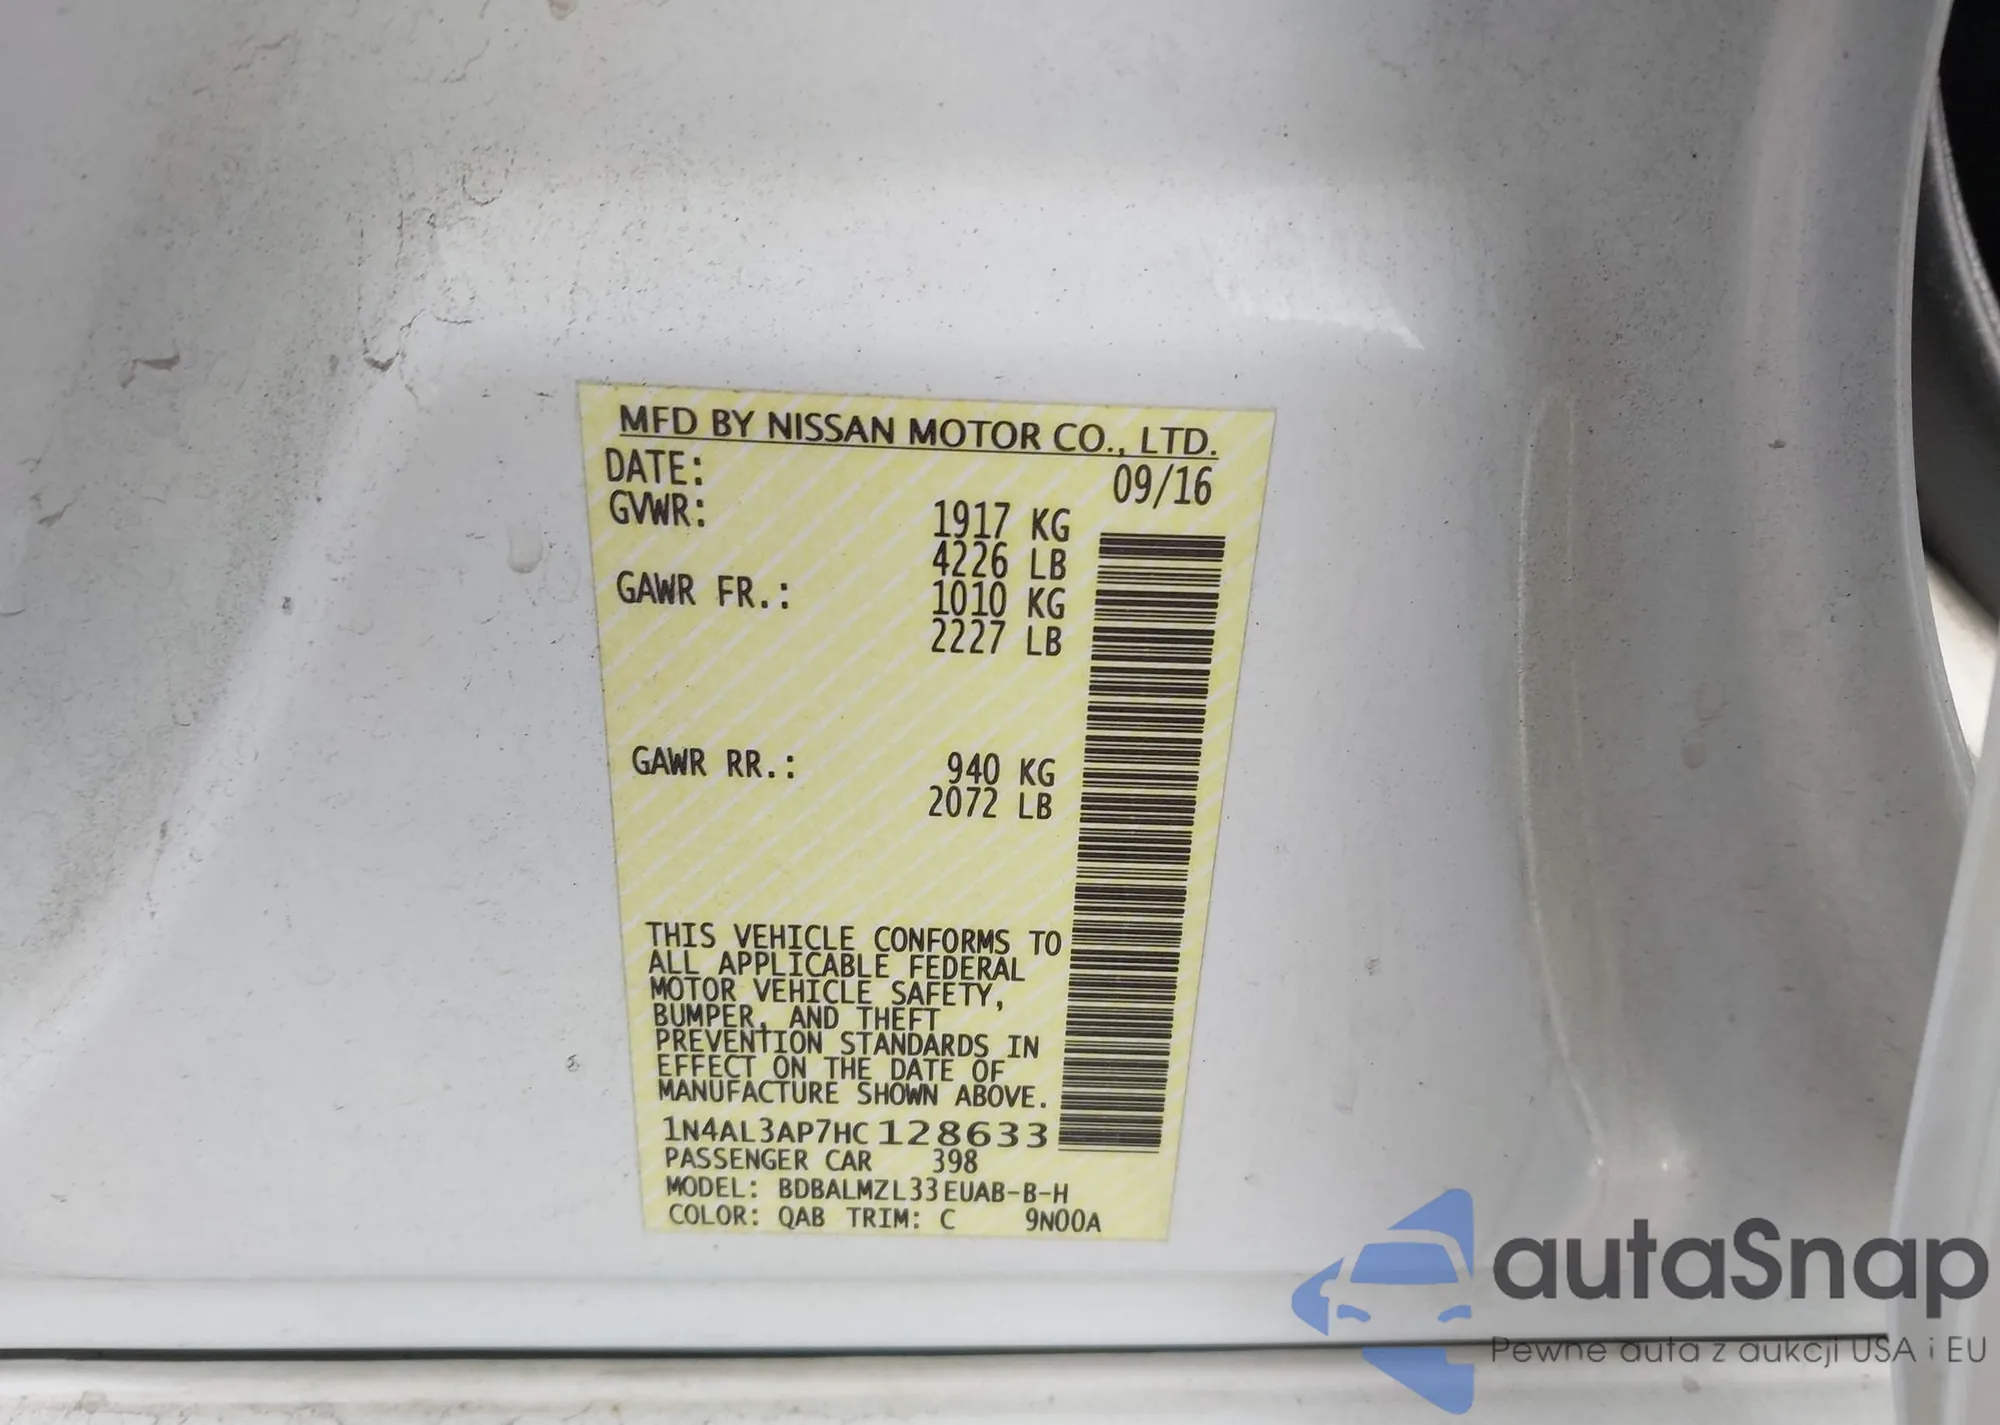 MFD BY NISSAN MOTOR CO., LTD.
DATE: 09/16
GVWR: 1917 KG
4226 LB
GAWR FR.: 1010 KG
2227 LB
GAWR RR.: 940 KG
2072 LB
THIS VEHICLE CONFORMS TO
ALL APPLICABLE FEDERAL
MOTOR VEHICLE SAFETY,
BUMPER, AND THEFT
PREVENTION STANDARDS IN
EFFECT ON THE DATE OF
MANUFACTURE SHOWN ABOVE.
1N4AL3AP7HC128633
PASSENGER CAR 398
MODEL: BDBALMZL33EUAB-B-H
COLOR: QAB TRIM: C 9N00A
autaSnap
Pewne auta z aukcji USA i EU